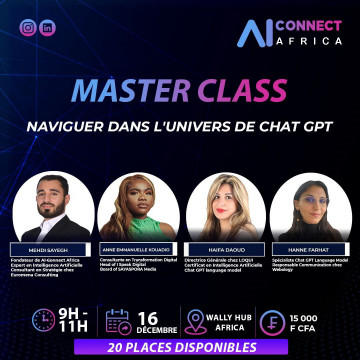 AI CONNECT
AFRICA
MASTER CLASS
NAVIGUER DANS L'UNIVERS DE CHAT GPT
MEHDI SAYEGH
Fondateur de AI-Connect Africa
Expert en Intelligence Artificielle
Consultant en Stratégie chez
Euromena Consulting
ANNE EMMANUELLE KOUADIO
Consultante en Transformation Digital
Head of I Speak Digital
Board of SAYASPORA Media
HAIFA DAOUD
Directrice Générale chez LOQUI
Certificat en Intelligence Artificielle
Chat GPT language model
HANNE FARHAT
Spécialiste Chat GPT Language Model
Responsable Communication chez
Webology
9H -
11H
16
DÉCEMBRE
WALLY HUB
AFRICA
15 000
F CFA
20 PLACES DISPONIBLES